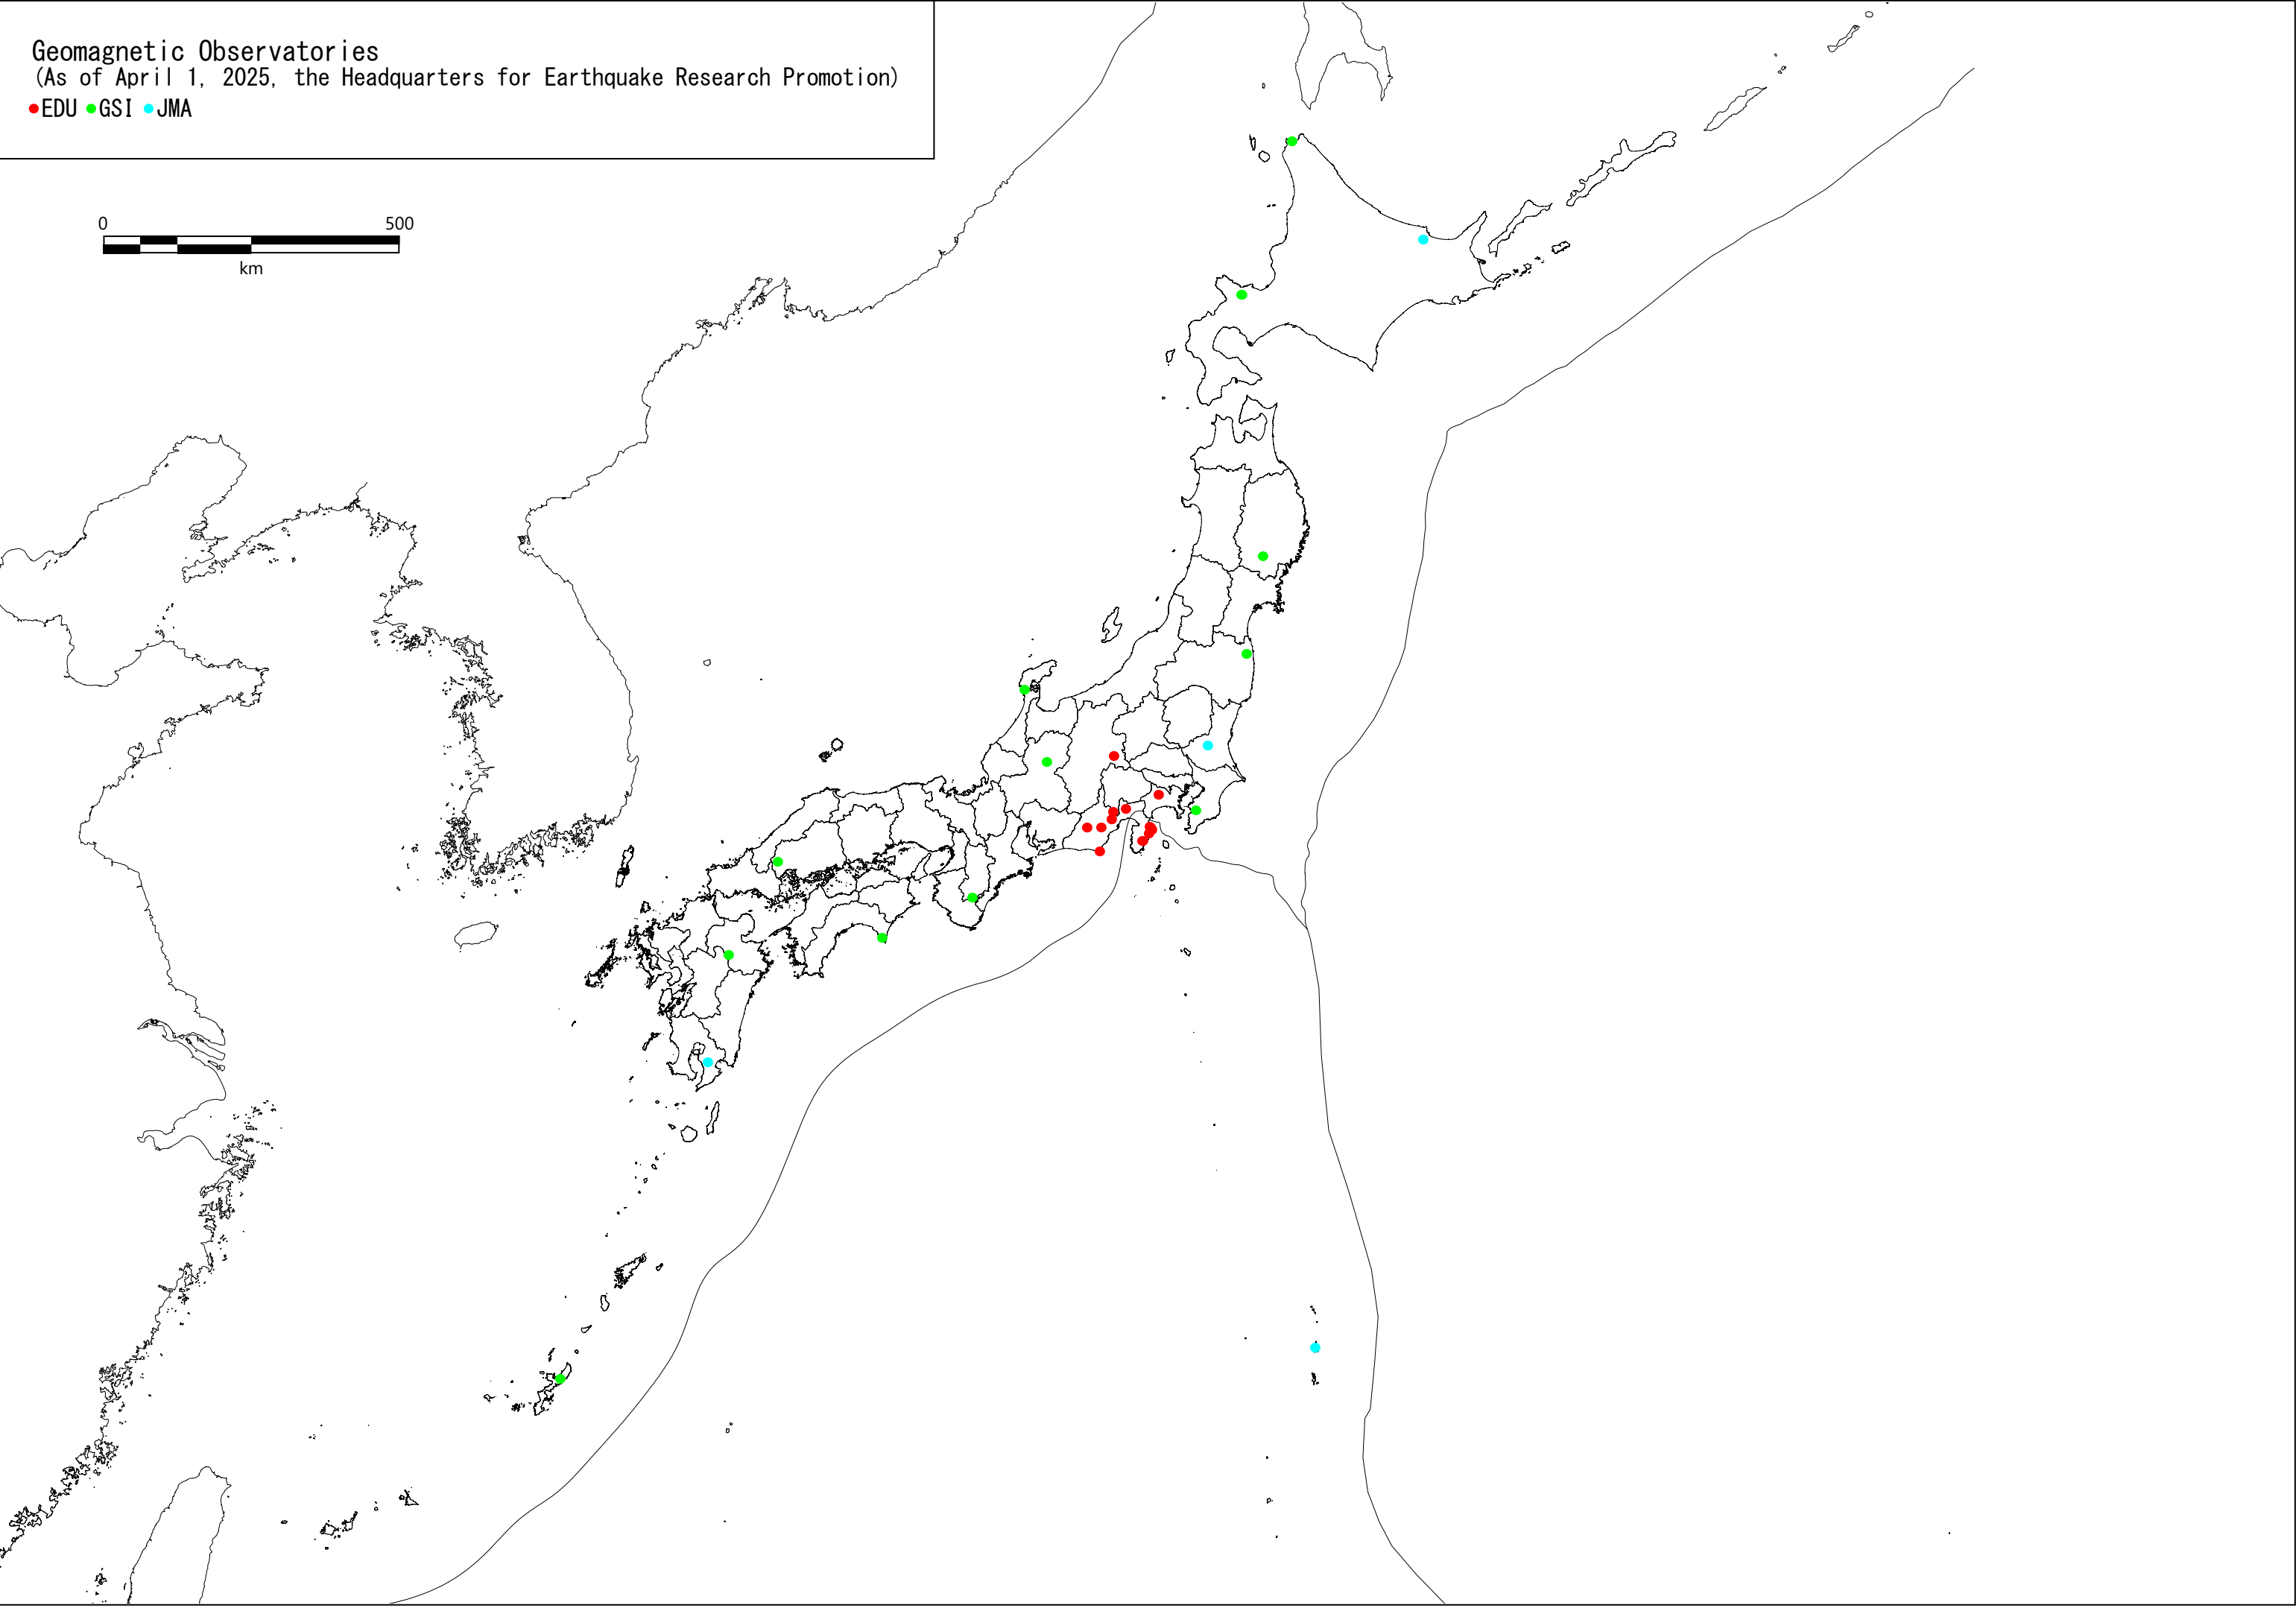 Geomagnetic Observatories
(As of April 1, 2025, the Headquarters for Earthquake Research Promotion)
EDU GSI JMA
0 500
km